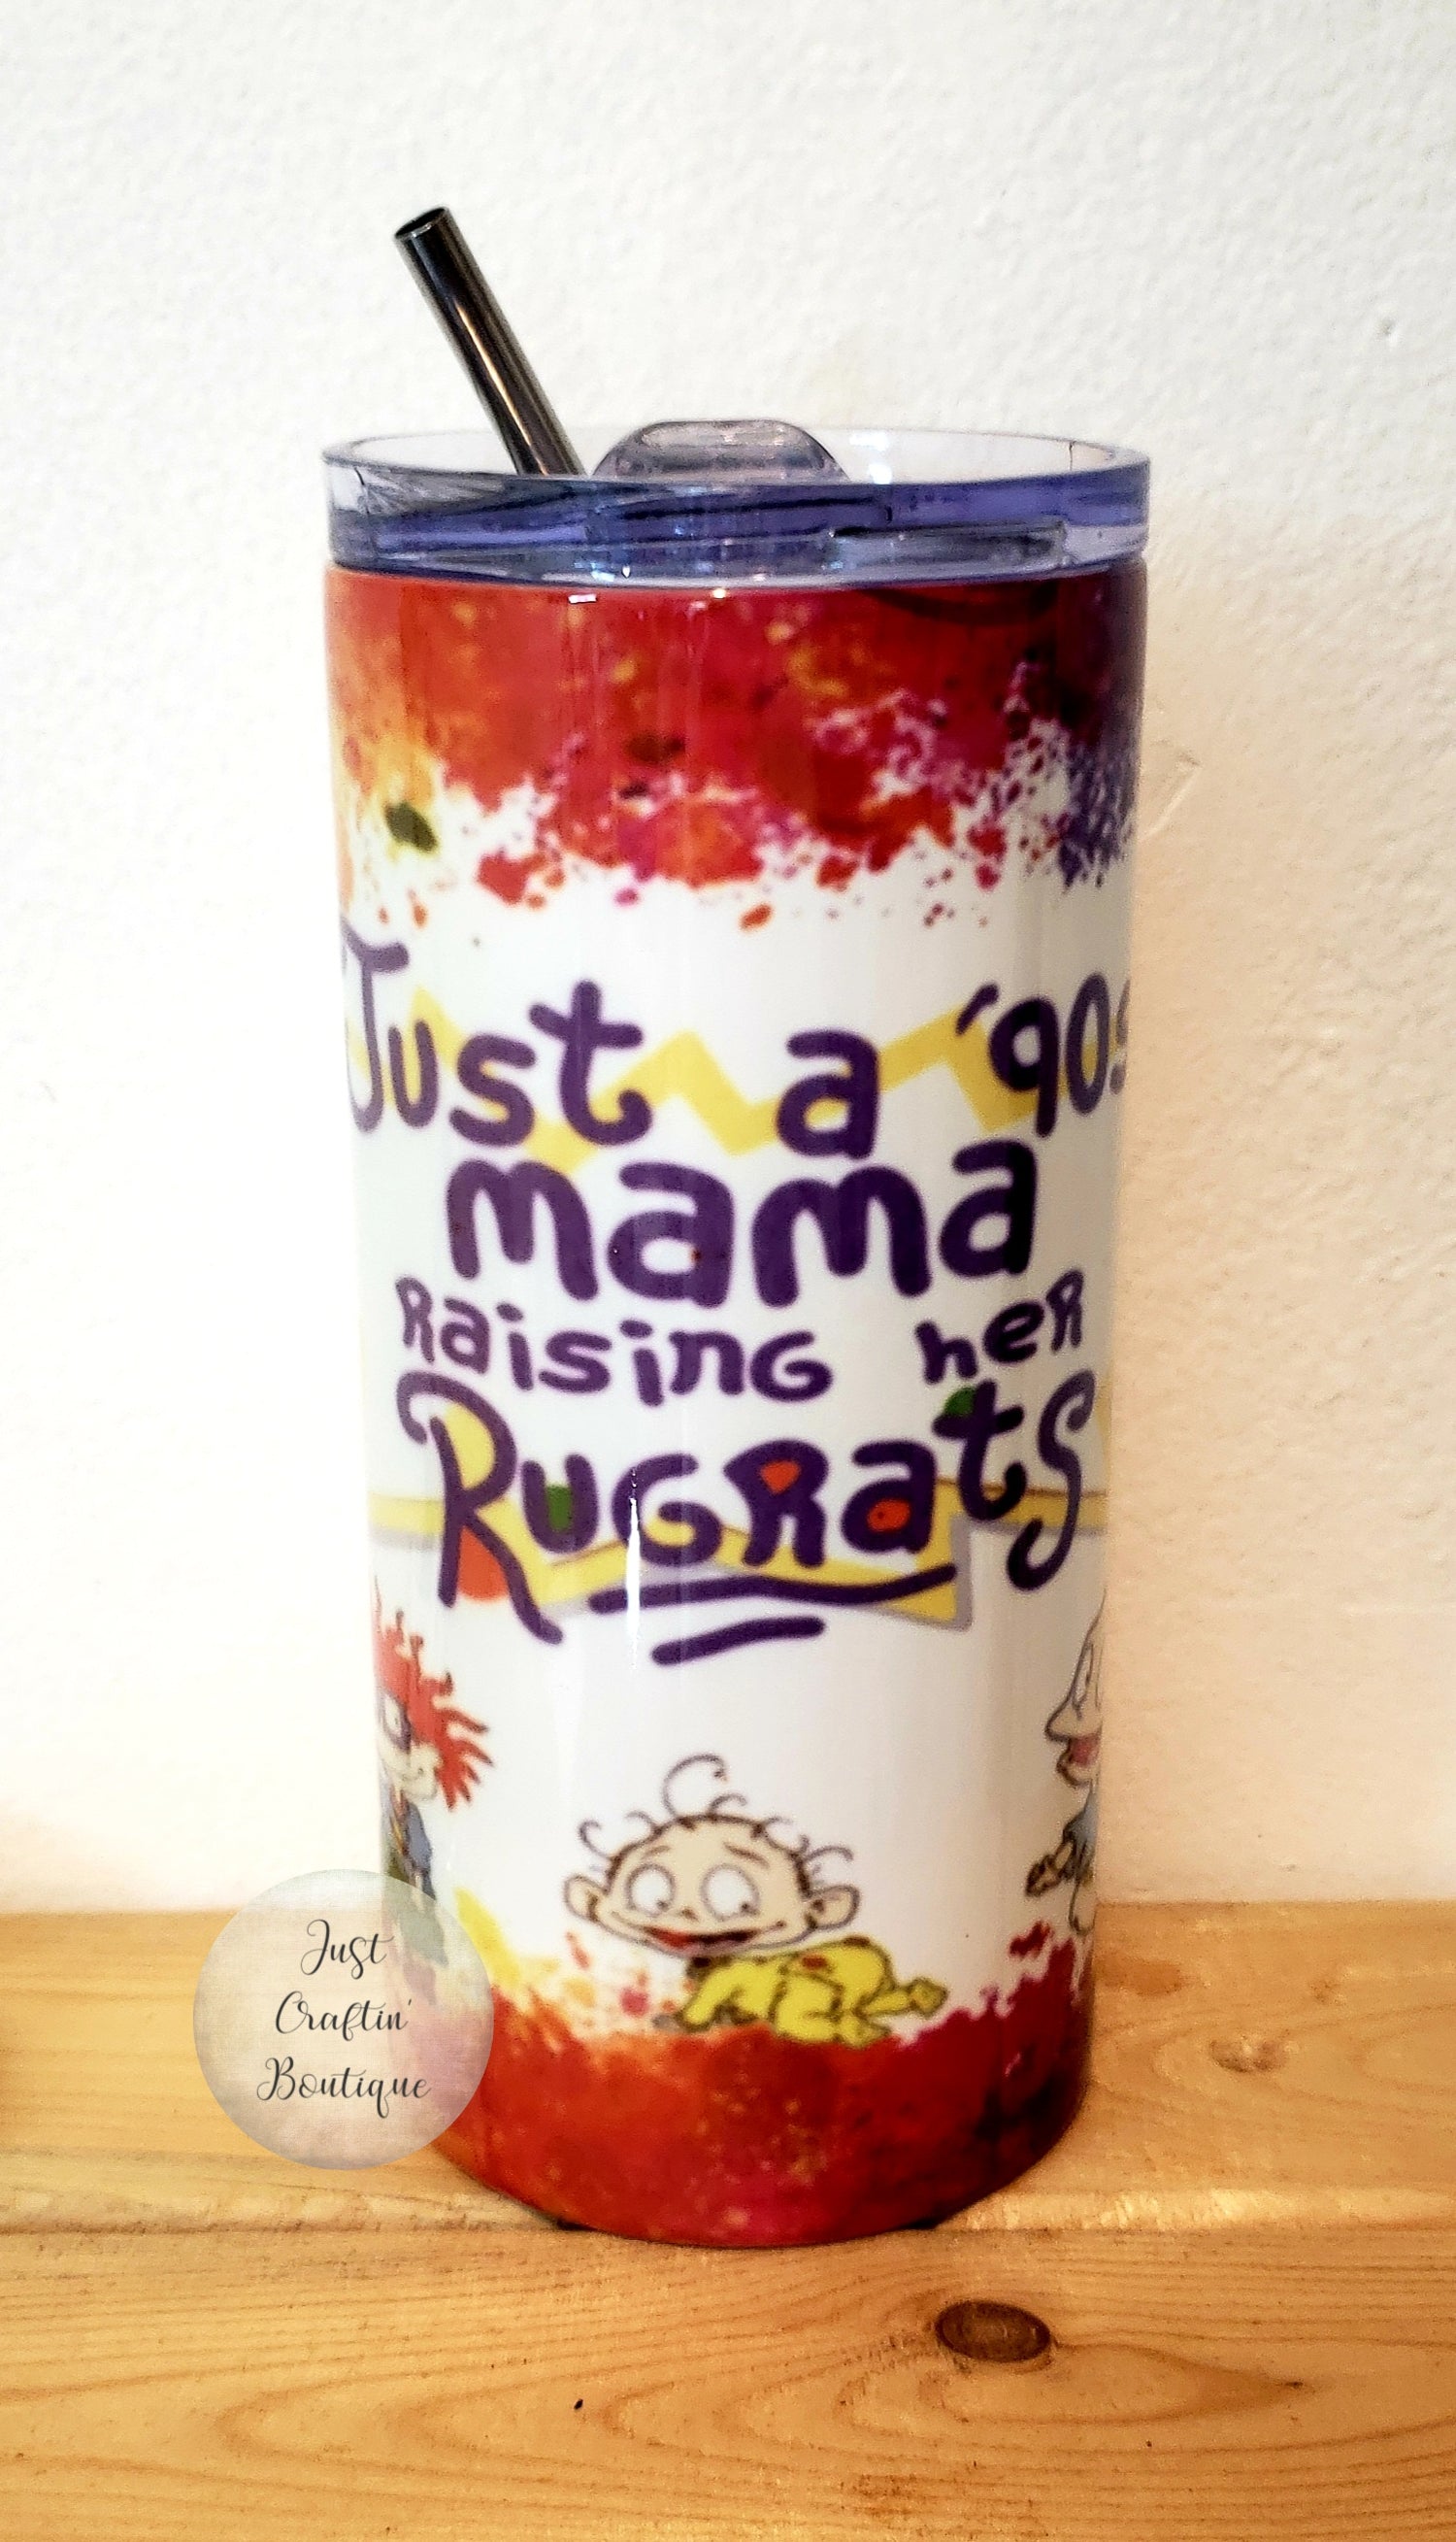 Just a '90s
mama
Raising her
Rugrats
Just
Craftin'
Boutique